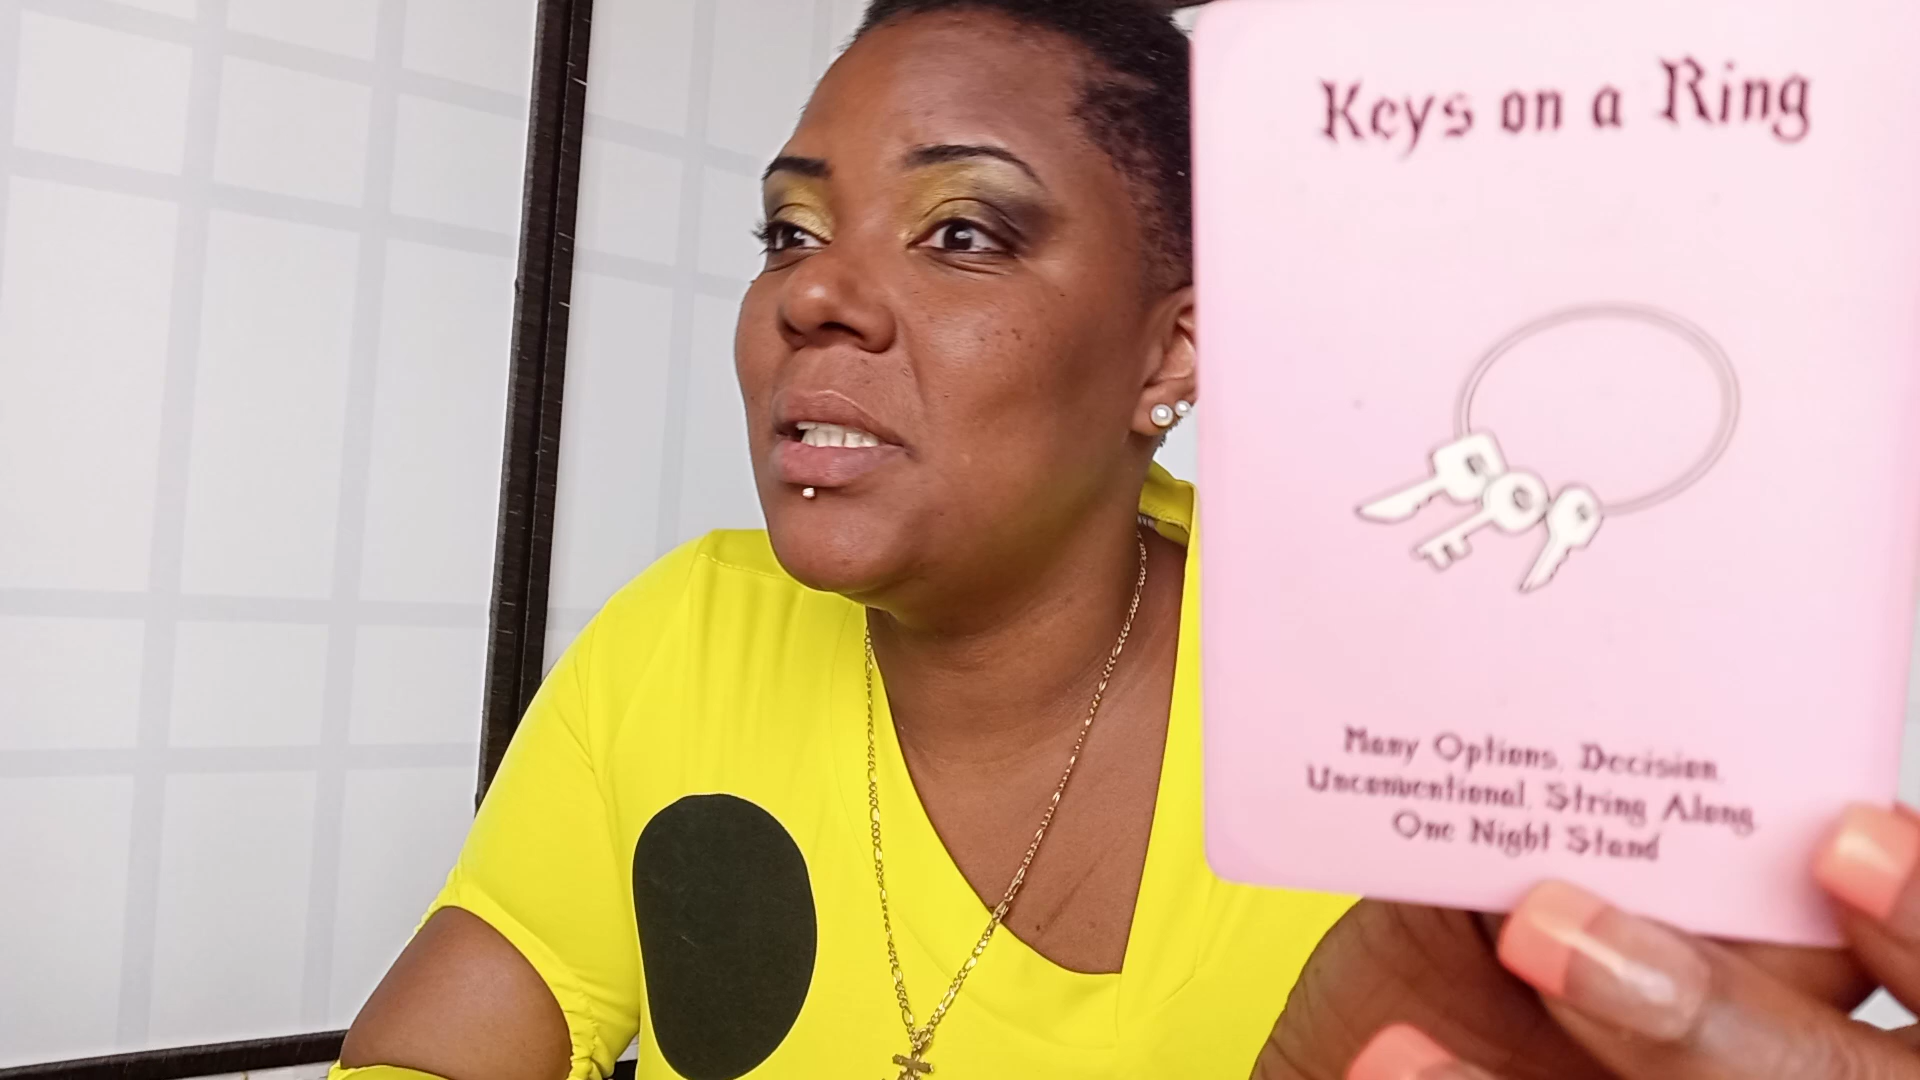 Keys on a Ring
Many Options, Decision,
Unconventional, String Along,
One Night Stand